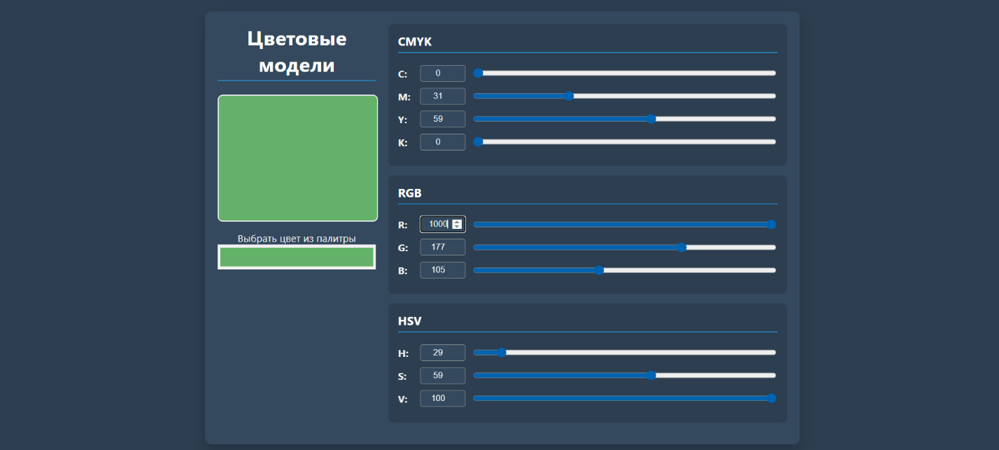 Цветовые
модели
Выбрать цвет из палитры
CMYK
C: 0
M: 31
Y: 59
K: 0
RGB
R: 1000
G: 177
B: 105
HSV
H: 29
S: 59
V: 100